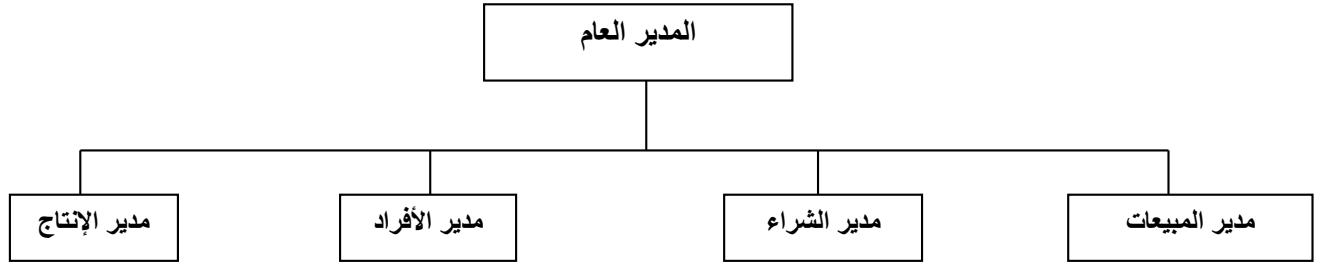 المدير العام
مدير المبيعات
مدير الشراء
مدير الأفراد
مدير الإنتاج